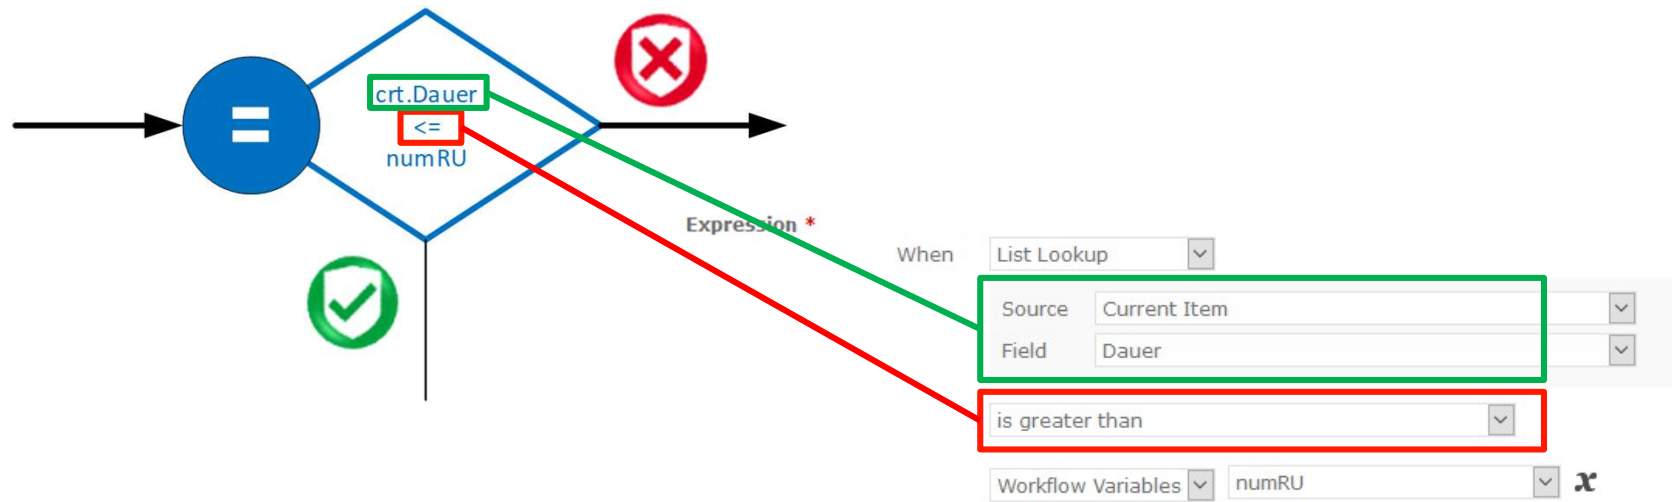 crt.Dauer
<=
numRU
Expression *
When List Lookup
Source Current Item
Field Dauer
is greater than
Workflow Variables numRU x